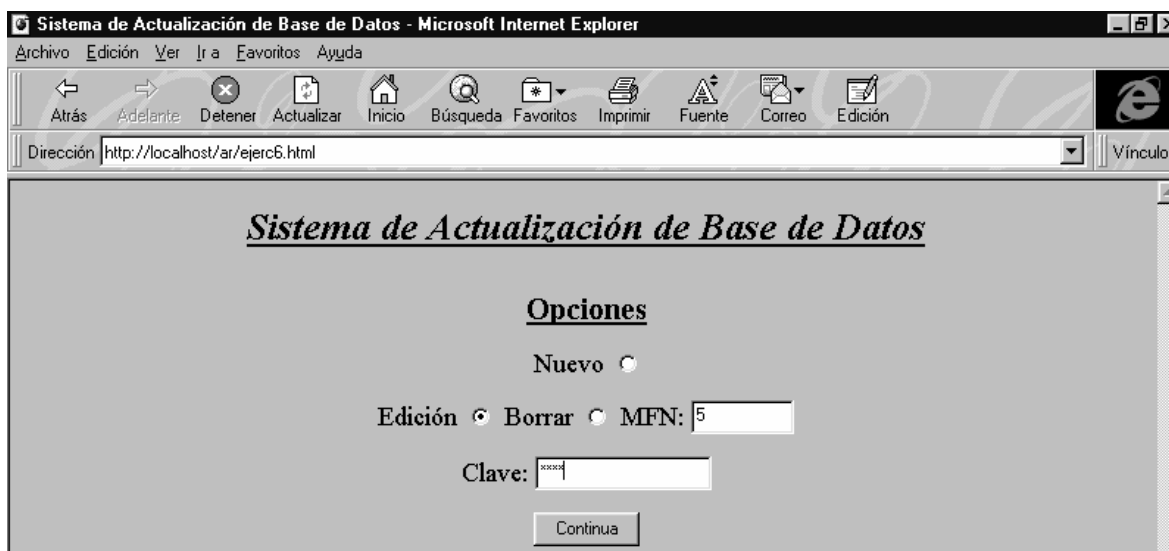 Sistema de Actualización de Base de Datos - Microsoft Internet Explorer
Archivo Edición Ver Ir a Favoritos Ayuda
Atrás Adelante Detener Actualizar Inicio Búsqueda Favoritos Imprimir Fuente Correo Edición
Dirección http://localhost/ar/ejerc6.html Vínculo
Sistema de Actualización de Base de Datos
Opciones
Nuevo
Edición Borrar MFN: 5
Clave: ****
Continua